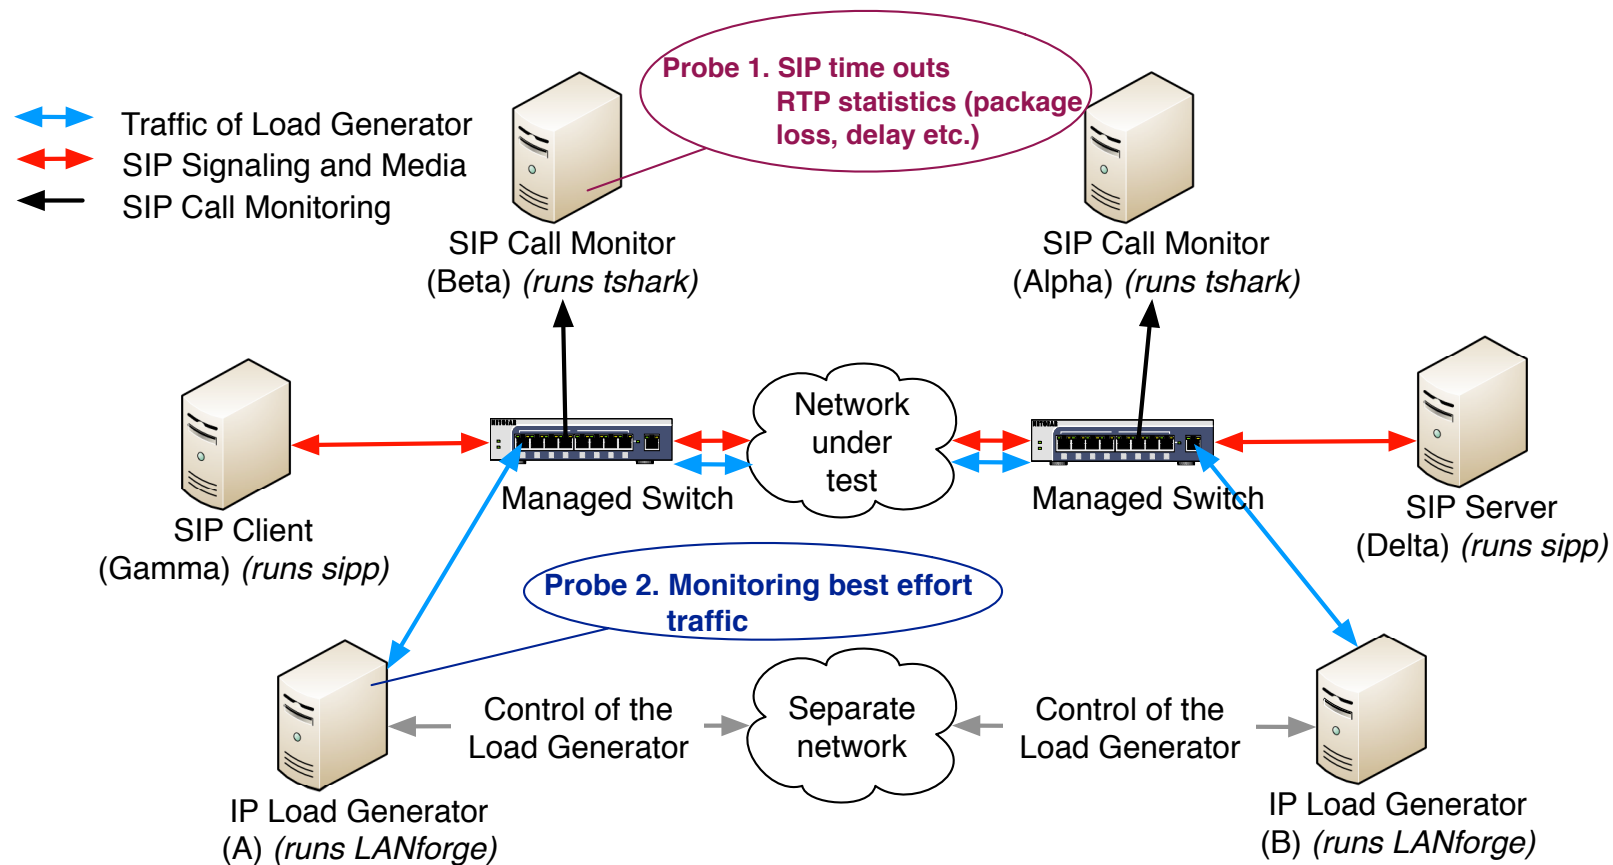 Probe 1. SIP time outs
RTP statistics (package
loss, delay etc.)
Traffic of Load Generator
SIP Signaling and Media
SIP Call Monitoring
SIP Call Monitor
(Beta) (runs tshark)
SIP Call Monitor
(Alpha) (runs tshark)
NETGEAR
Network
under
test
NETGEAR
Managed Switch
Managed Switch
SIP Client
(Gamma) (runs sipp)
SIP Server
(Delta) (runs sipp)
Probe 2. Monitoring best effort
traffic
Control of the
Load Generator
Separate
network
Control of the
Load Generator
IP Load Generator
(A) (runs LANforge)
IP Load Generator
(B) (runs LANforge)